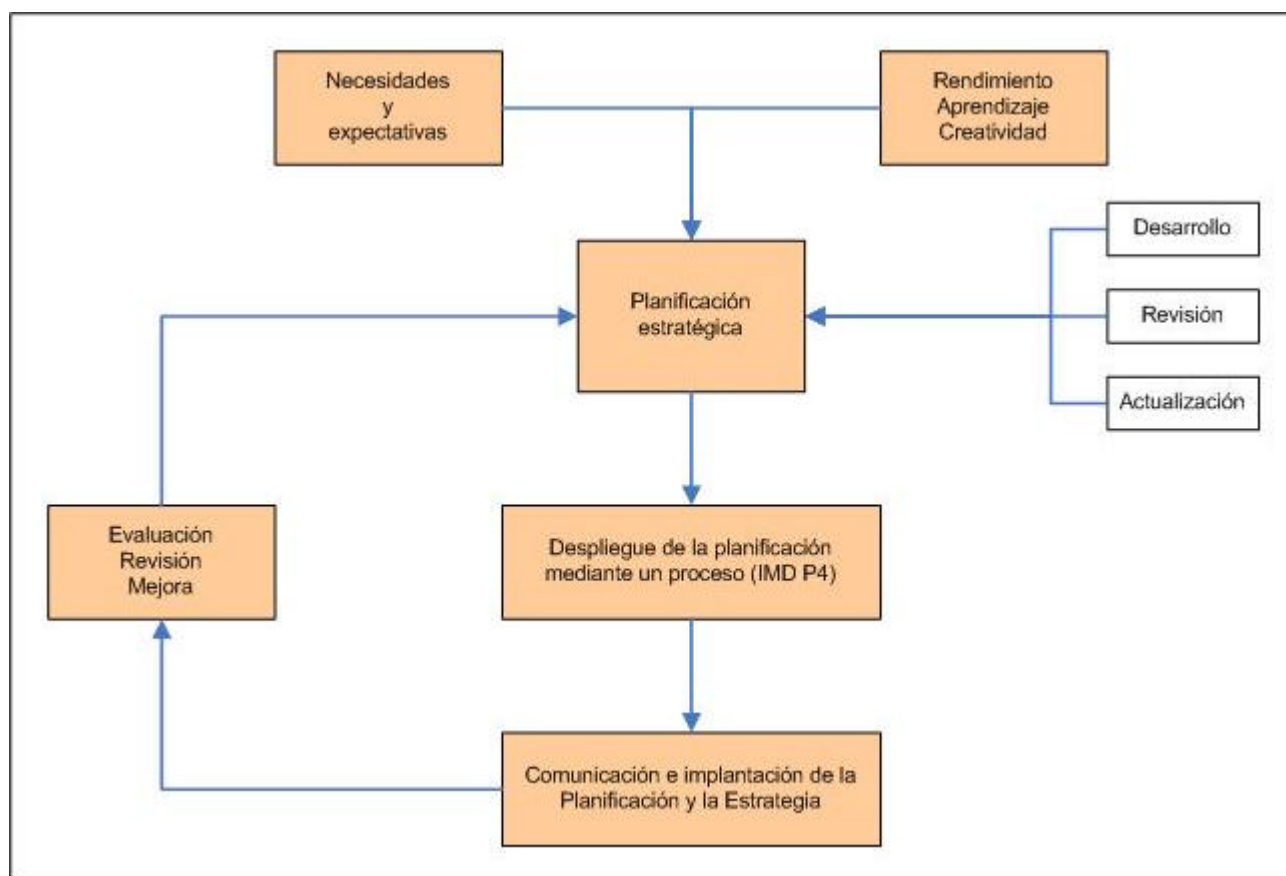 Necesidades
y
expectativas
Rendimiento
Aprendizaje
Creatividad
Desarrollo
Planificación
estratégica
Revisión
Actualización
Evaluación
Revisión
Mejora
Despliegue de la planificación
mediante un proceso (IMD P4)
Comunicación e implantación de la
Planificación y la Estrategia